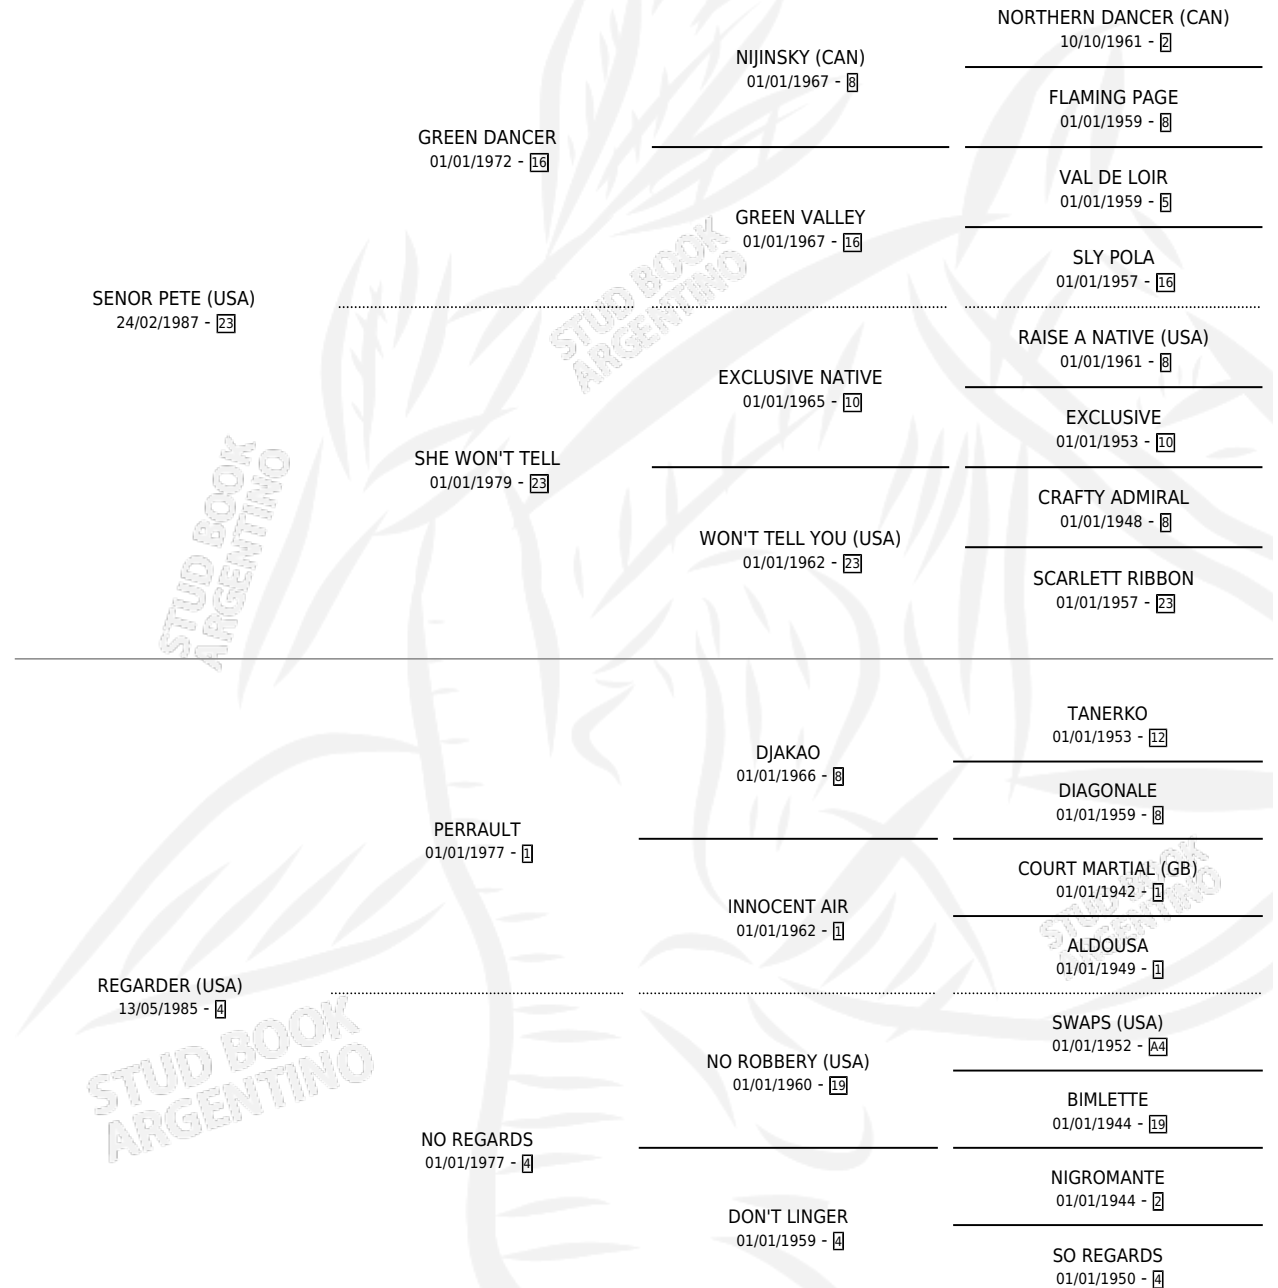 NORTHERN DANCER (CAN)
10/10/1961 - 2
NIJINSKY (CAN)
01/01/1967 - 8
FLAMING PAGE
01/01/1959 - 8
GREEN DANCER
01/01/1972 - 16
VAL DE LOIR
01/01/1959 - 5
GREEN VALLEY
01/01/1967 - 16
SLY POLA
01/01/1957 - 16
SENOR PETE (USA)
24/02/1987 - 23
RAISE A NATIVE (USA)
01/01/1961 - 8
EXCLUSIVE NATIVE
01/01/1965 - 10
EXCLUSIVE
01/01/1953 - 10
SHE WON'T TELL
01/01/1979 - 23
CRAFTY ADMIRAL
01/01/1948 - 8
WON'T TELL YOU (USA)
01/01/1962 - 23
SCARLETT RIBBON
01/01/1957 - 23
TANERKO
01/01/1953 - 12
DJAKAO
01/01/1966 - 8
DIAGONALE
01/01/1959 - 8
PERRAULT
01/01/1977 - 1
COURT MARTIAL (GB)
01/01/1942 - 1
INNOCENT AIR
01/01/1962 - 1
ALDOUSA
01/01/1949 - 1
REGARDER (USA)
13/05/1985 - 4
SWAPS (USA)
01/01/1952 - A4
NO ROBBERY (USA)
01/01/1960 - 19
BIMLETTE
01/01/1944 - 19
NO REGARDS
01/01/1977 - 4
NIGROMANTE
01/01/1944 - 2
DON'T LINGER
01/01/1959 - 4
SO REGARDS
01/01/1950 - 4
STUD BOOK
ARGENTINO
STUD BOOK
ARGENTINO
STUD BOOK
ARGENTINO
STUD BOOK
ARGENTINO